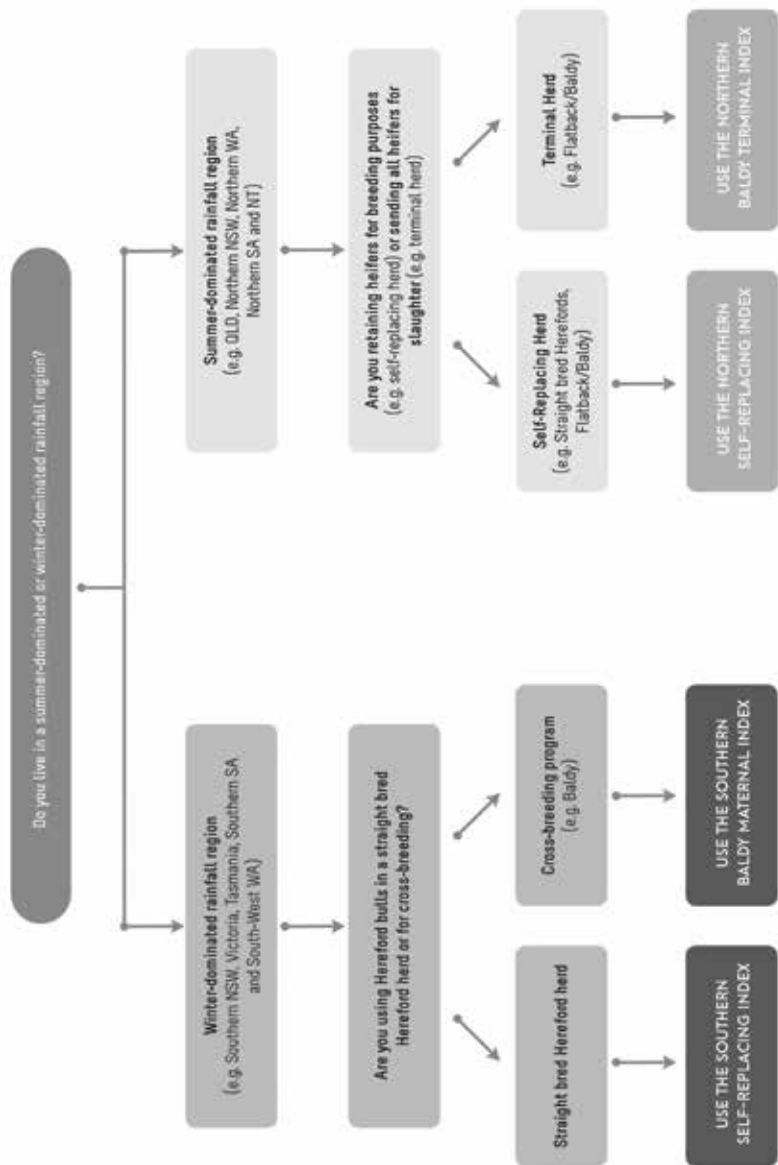 Do you live in a summer-dominated or winter-dominated rainfall region?
Winter-dominated rainfall region
(e.g. Southern NSW, Victoria, Tasmania, Southern SA
and South-West WA)
Are you using Hereford bulls in a straight bred
Hereford herd or for cross-breeding?
Straight bred Hereford herd
USE THE SOUTHERN
SELF-REPLACING INDEX
Cross-breeding program
(e.g. Baldy)
USE THE SOUTHERN
BALDY MATERNAL INDEX
Summer-dominated rainfall region
(e.g. QLD, Northern NSW, Northern WA,
Northern SA and NT)
Are you retaining heifers for breeding purposes
(e.g. self-replacing herd) or sending all heifers for
slaughter (e.g. terminal herd)
Self-Replacing Herd
(e.g. Straight bred Herefords,
Flatback/Baldy)
USE THE NORTHERN
SELF-REPLACING INDEX
Terminal Herd
(e.g. Flatback/Baldy)
USE THE NORTHERN
BALDY TERMINAL INDEX